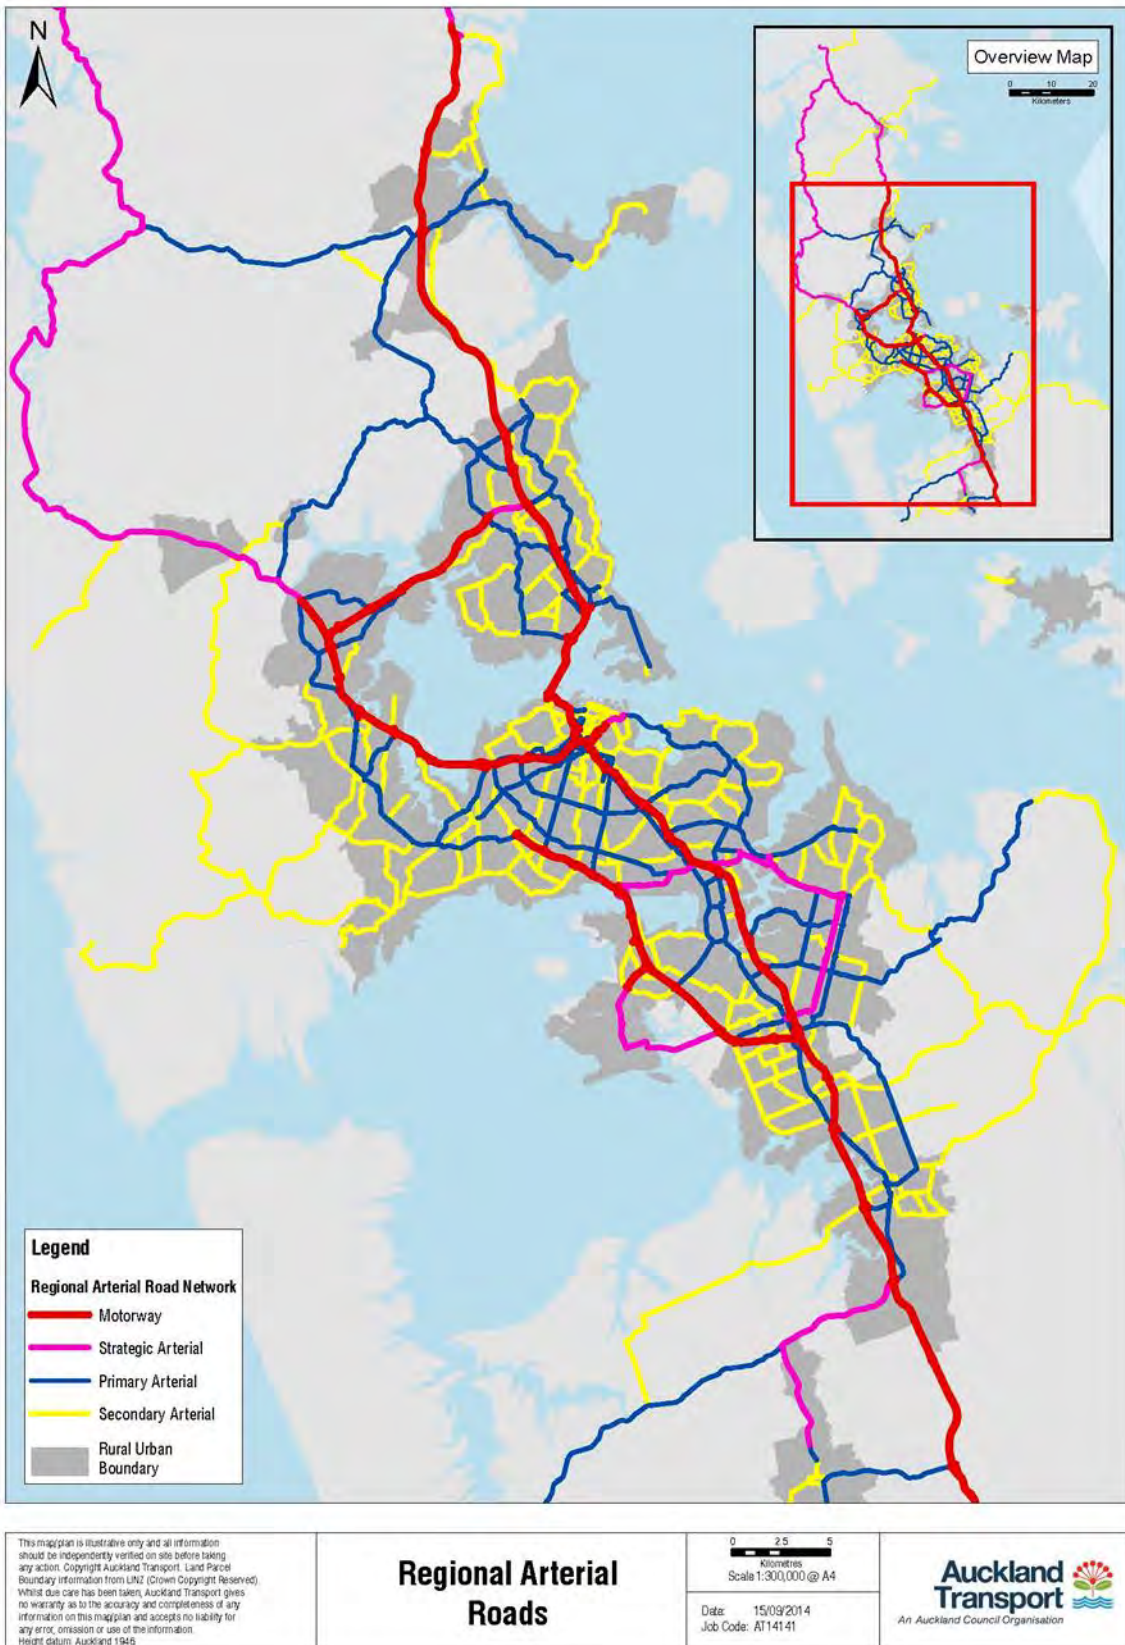 N
Overview Map
0 10 20
Kilometers
Legend
Regional Arterial Road Network
Motorway
Strategic Arterial
Primary Arterial
Secondary Arterial
Rural Urban
Boundary
This map/plan is illustrative only and all information
should be independently verified on site before taking
any action. Copyright Auckland Transport. Land Parcel
Boundary information from LINZ (Crown Copyright Reserved).
Whilst due care has been taken, Auckland Transport gives
no warranty as to the accuracy and completeness of any
information on this map/plan and accepts no liability for
any error, omission or use of the information.
Height datum: Auckland 1946
Regional Arterial
Roads
0 2.5 5
Kilometres
Scale 1:300,000 @ A4
Date: 15/09/2014
Job Code: AT14141
Auckland
Transport
An Auckland Council Organisation